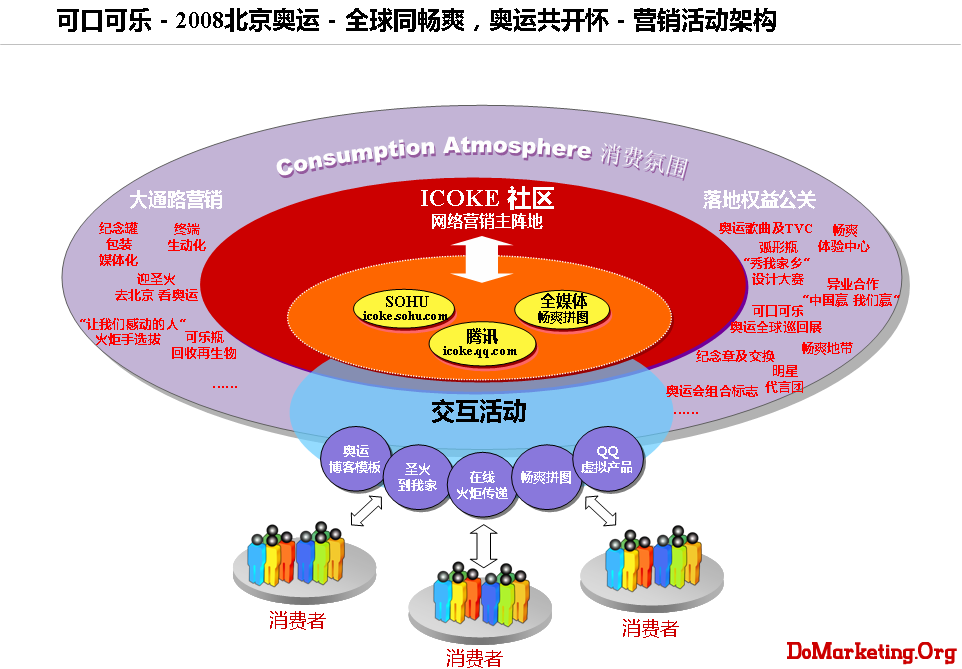 可口可乐 - 2008北京奥运 - 全球同畅爽，奥运共开怀 - 营销活动架构
Consumption Atmosphere 消费氛围
大通路营销
纪念罐
包装
媒体化
终端
生动化
迎圣火
去北京 看奥运
“让我们感动的人”
火炬手选拔
可乐瓶
回收再生物
......
ICOKE 社区
网络营销主阵地
SOHU
icoke.sohu.com
全媒体
畅爽拼图
腾讯
icoke.qq.com
落地权益公关
奥运歌曲及TVC
畅爽
体验中心
弧形瓶
“秀我家乡”
设计大赛
异业合作
“中国赢 我们赢”
可口可乐
奥运全球巡回展
畅爽地带
纪念章及交换
明星
代言团
奥运会组合标志
......
交互活动
奥运
博客模板
圣火
到我家
在线
火炬传递
畅爽拼图
QQ
虚拟产品
消费者
消费者
消费者
DoMarketing.Org